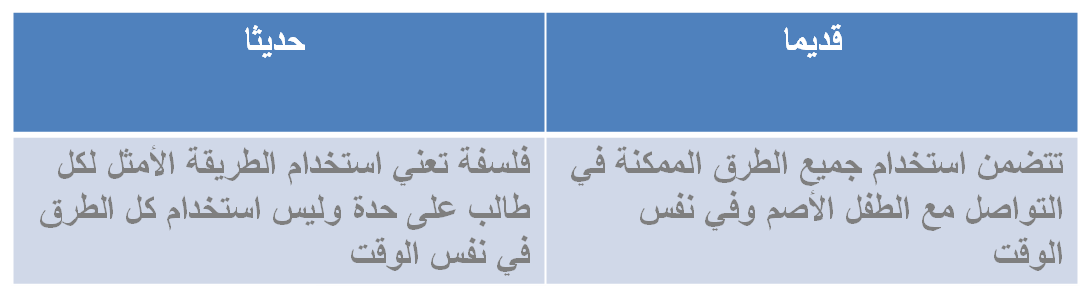 قديما
حديثا
تتضمن استخدام جميع الطرق الممكنة في
التواصل مع الطفل الأصم وفي نفس
الوقت
فلسفة تعني استخدام الطريقة الأمثل لكل
طالب على حدة وليس استخدام كل الطرق
في نفس الوقت